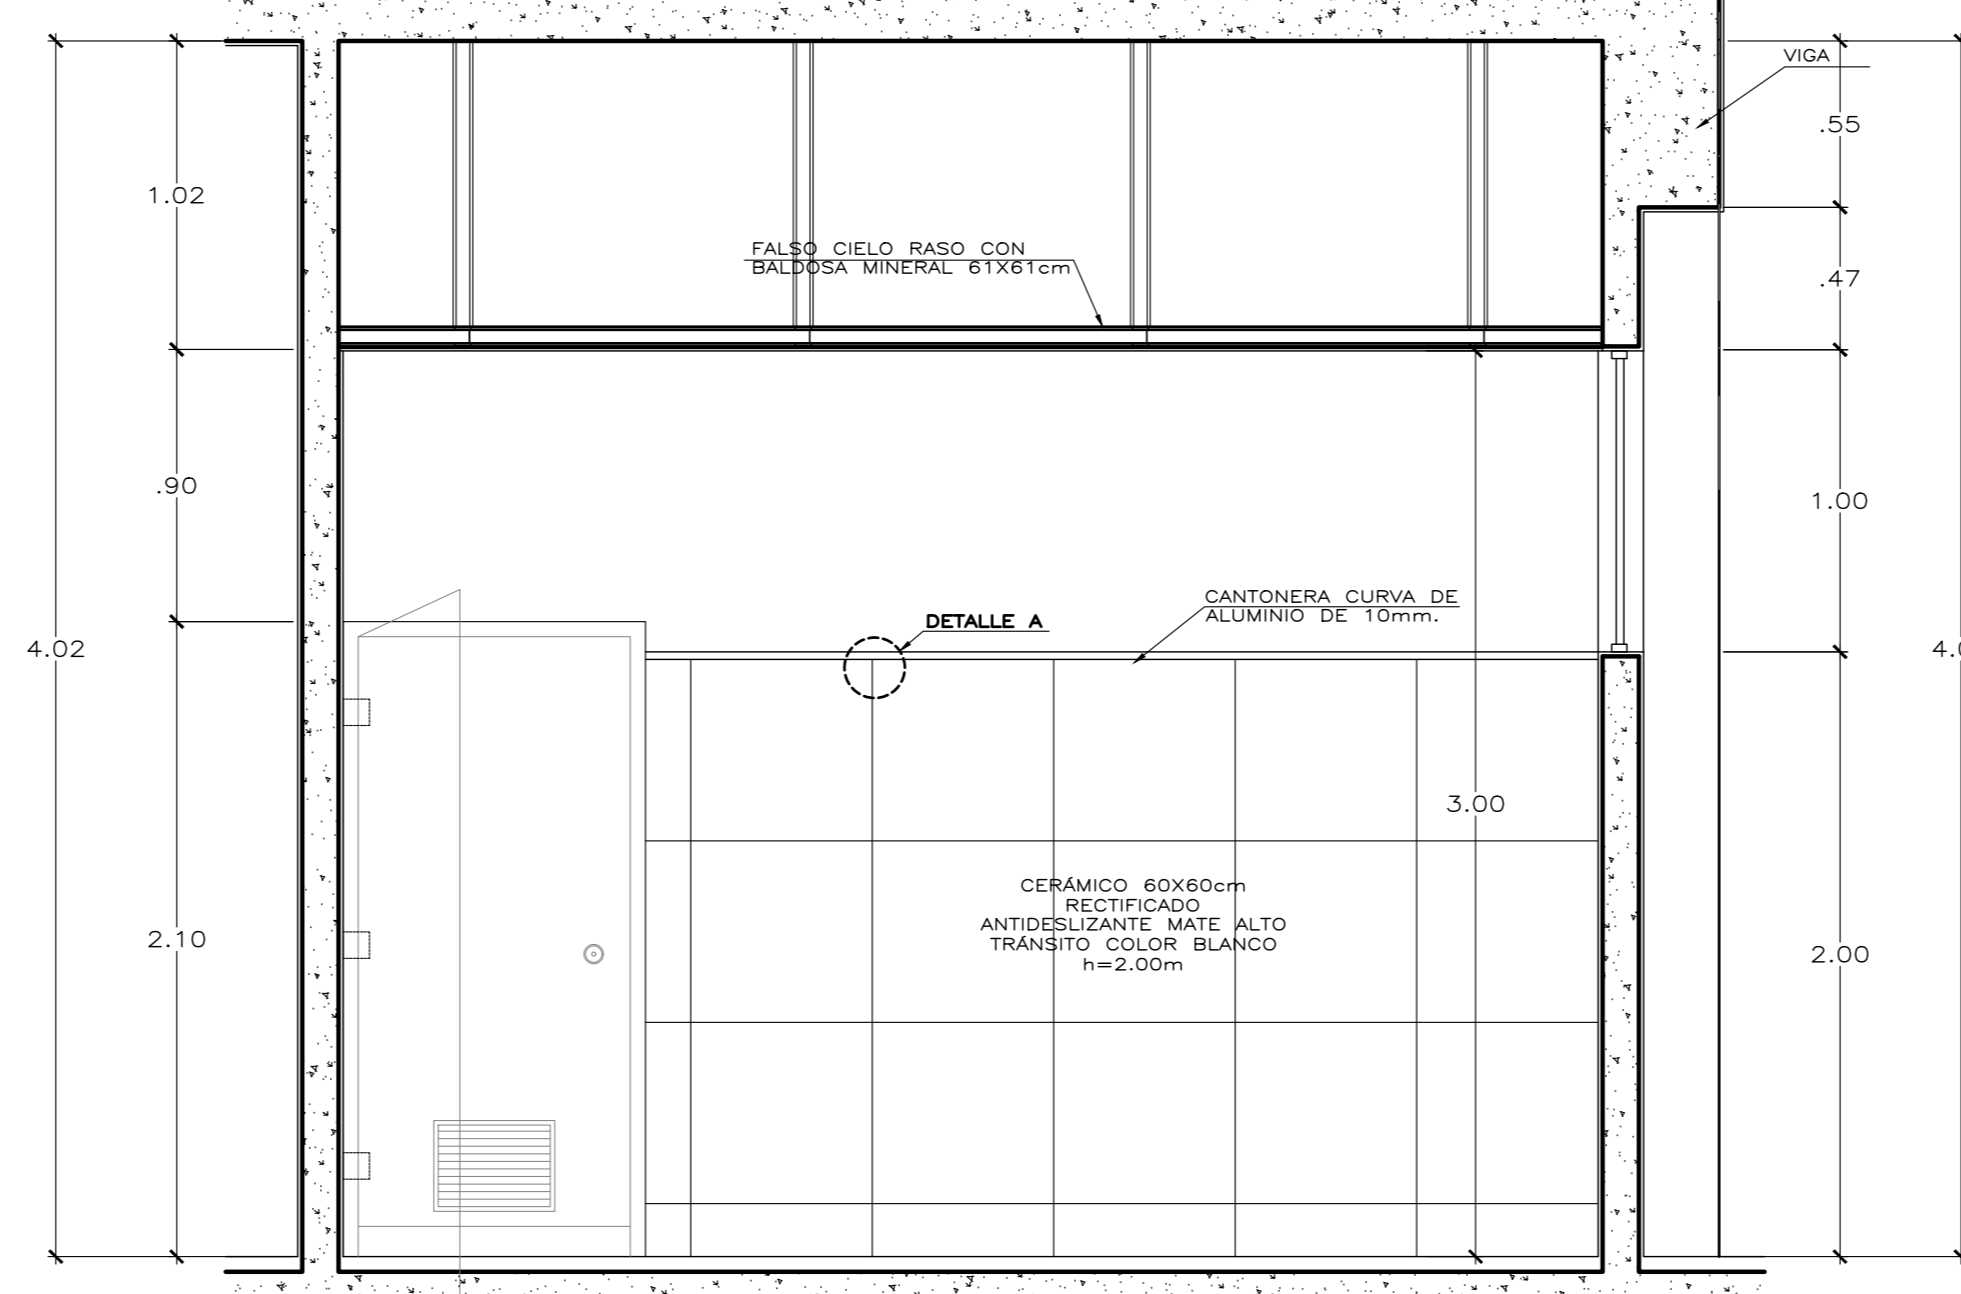 VIGA
.55
1.02
FALSO CIELO RASO CON
BALDOSA MINERAL 61X61cm
.47
.90
1.00
CANTONERA CURVA DE
ALUMINIO DE 10mm.
DETALLE A
4.02
3.00
CERÁMICO 60X60cm
RECTIFICADO
ANTIDESLIZANTE MATE ALTO
TRÁNSITO COLOR BLANCO
h=2.00m
2.10
2.00